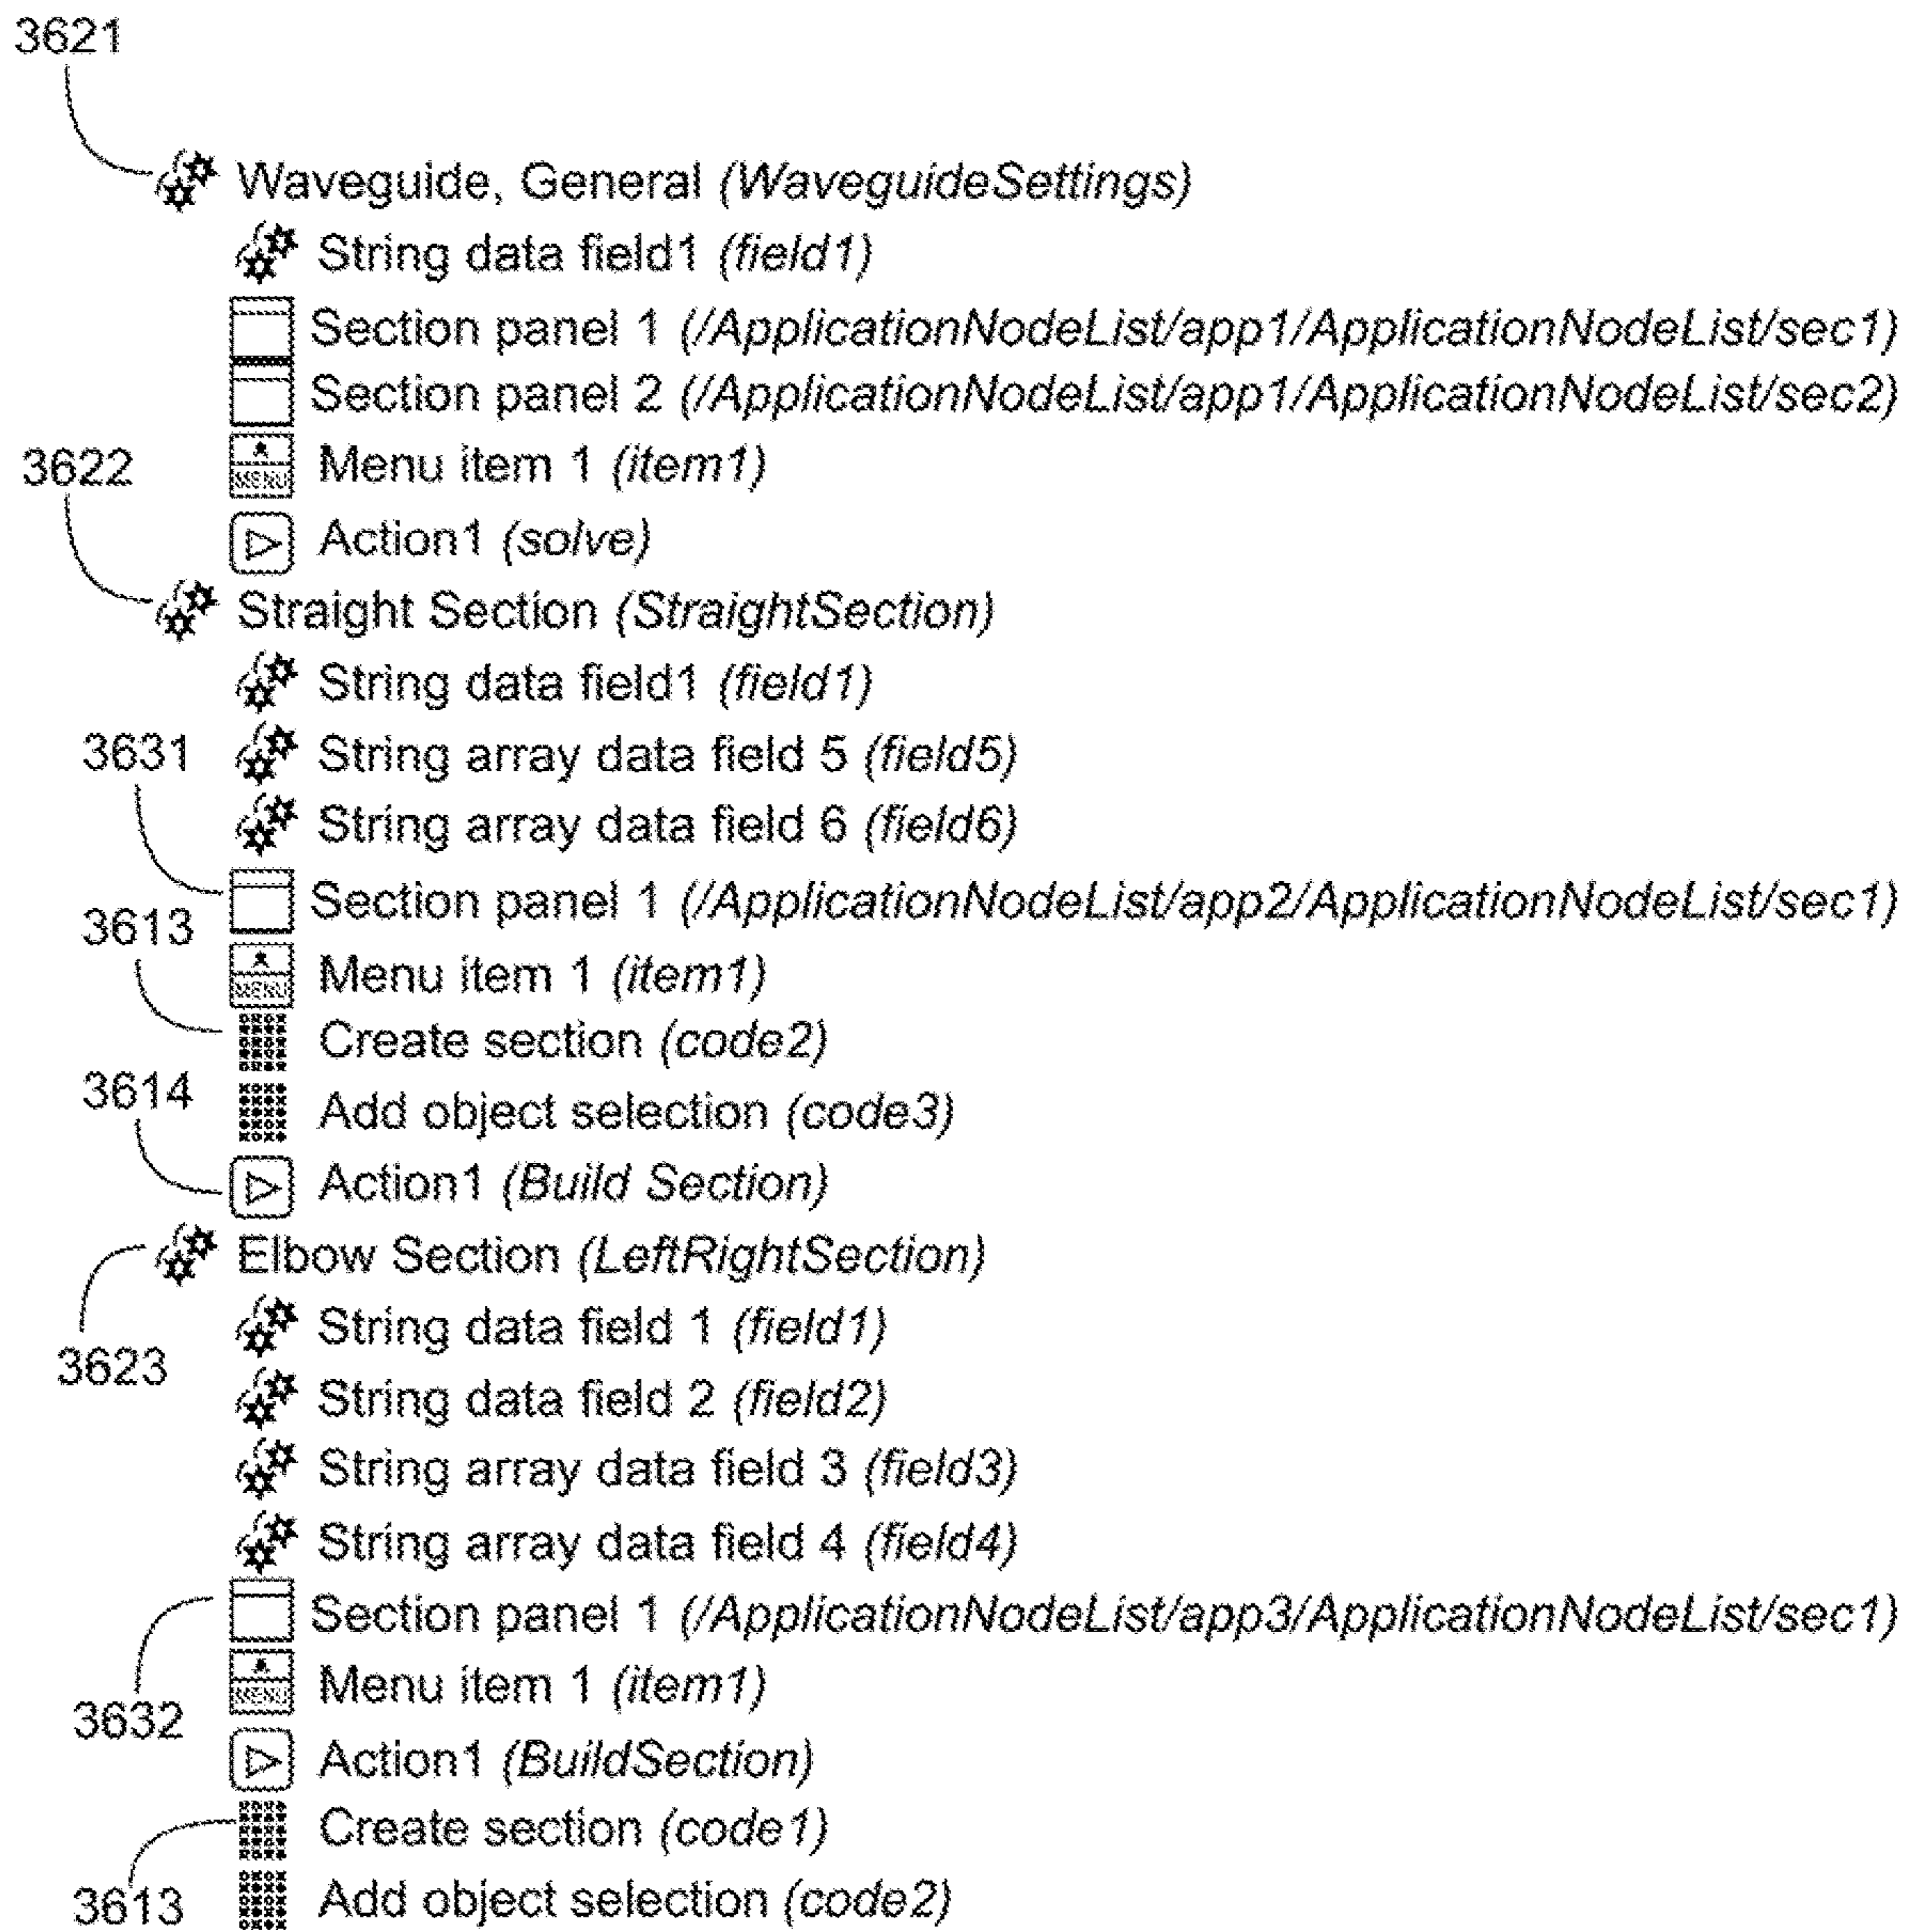 3621
Waveguide, General (WaveguideSettings)
String data field1 (field1)
Section panel 1 (/ApplicationNodeList/app1/ApplicationNodeList/sec1)
Section panel 2 (/ApplicationNodeList/app1/ApplicationNodeList/sec2)
3622 MENU Menu item 1 (item1)
Action1 (solve)
Straight Section (StraightSection)
String data field1 (field1)
3631 String array data field 5 (field5)
String array data field 6 (field6)
Section panel 1 (/ApplicationNodeList/app2/ApplicationNodeList/sec1)
3613
MENU Menu item 1 (item1)
Create section (code2)
3614 Add object selection (code3)
Action1 (Build Section)
Elbow Section (LeftRightSection)
String data field 1 (field1)
3623
String data field 2 (field2)
String array data field 3 (field3)
String array data field 4 (field4)
Section panel 1 (/ApplicationNodeList/app3/ApplicationNodeList/sec1)
MENU Menu item 1 (item1)
3632
Action1 (BuildSection)
Create section (code1)
3613 Add object selection (code2)